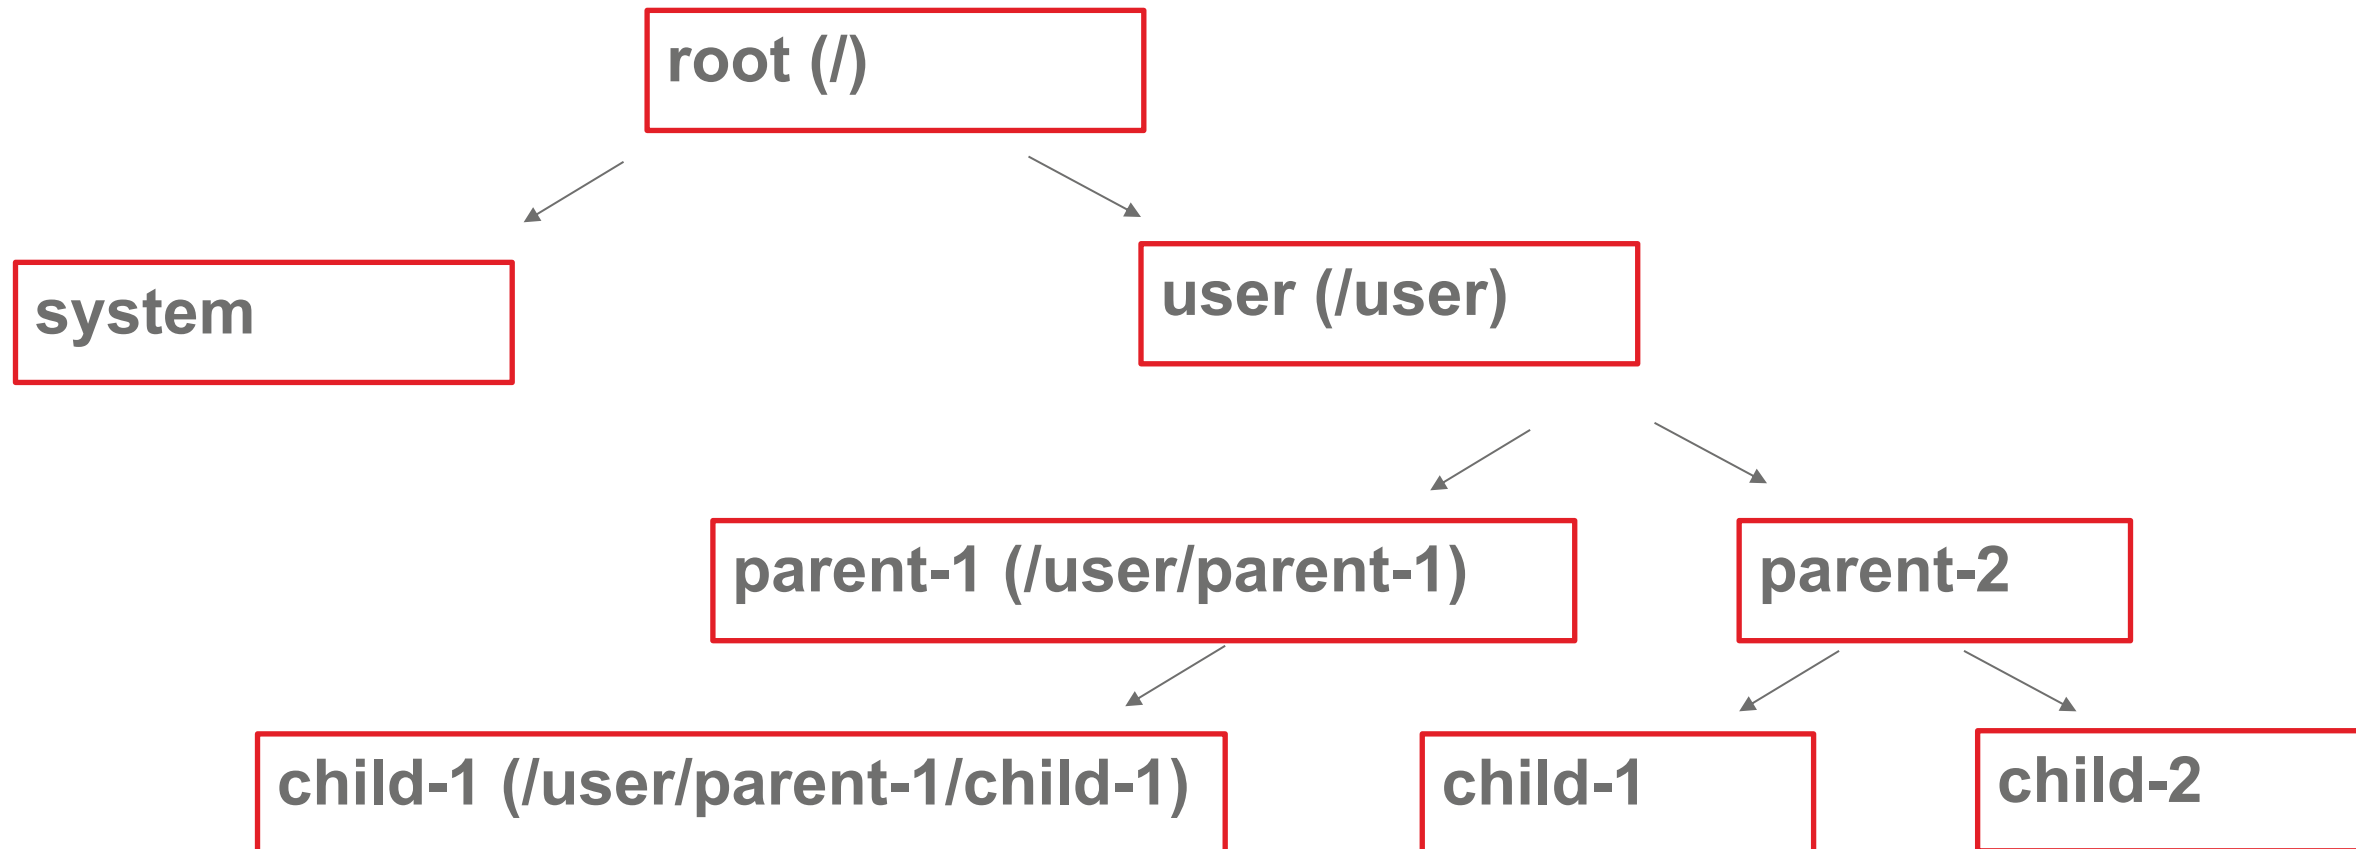 root (/)
system
user (/user)
parent-1 (/user/parent-1)
parent-2
child-1 (/user/parent-1/child-1)
child-1
child-2